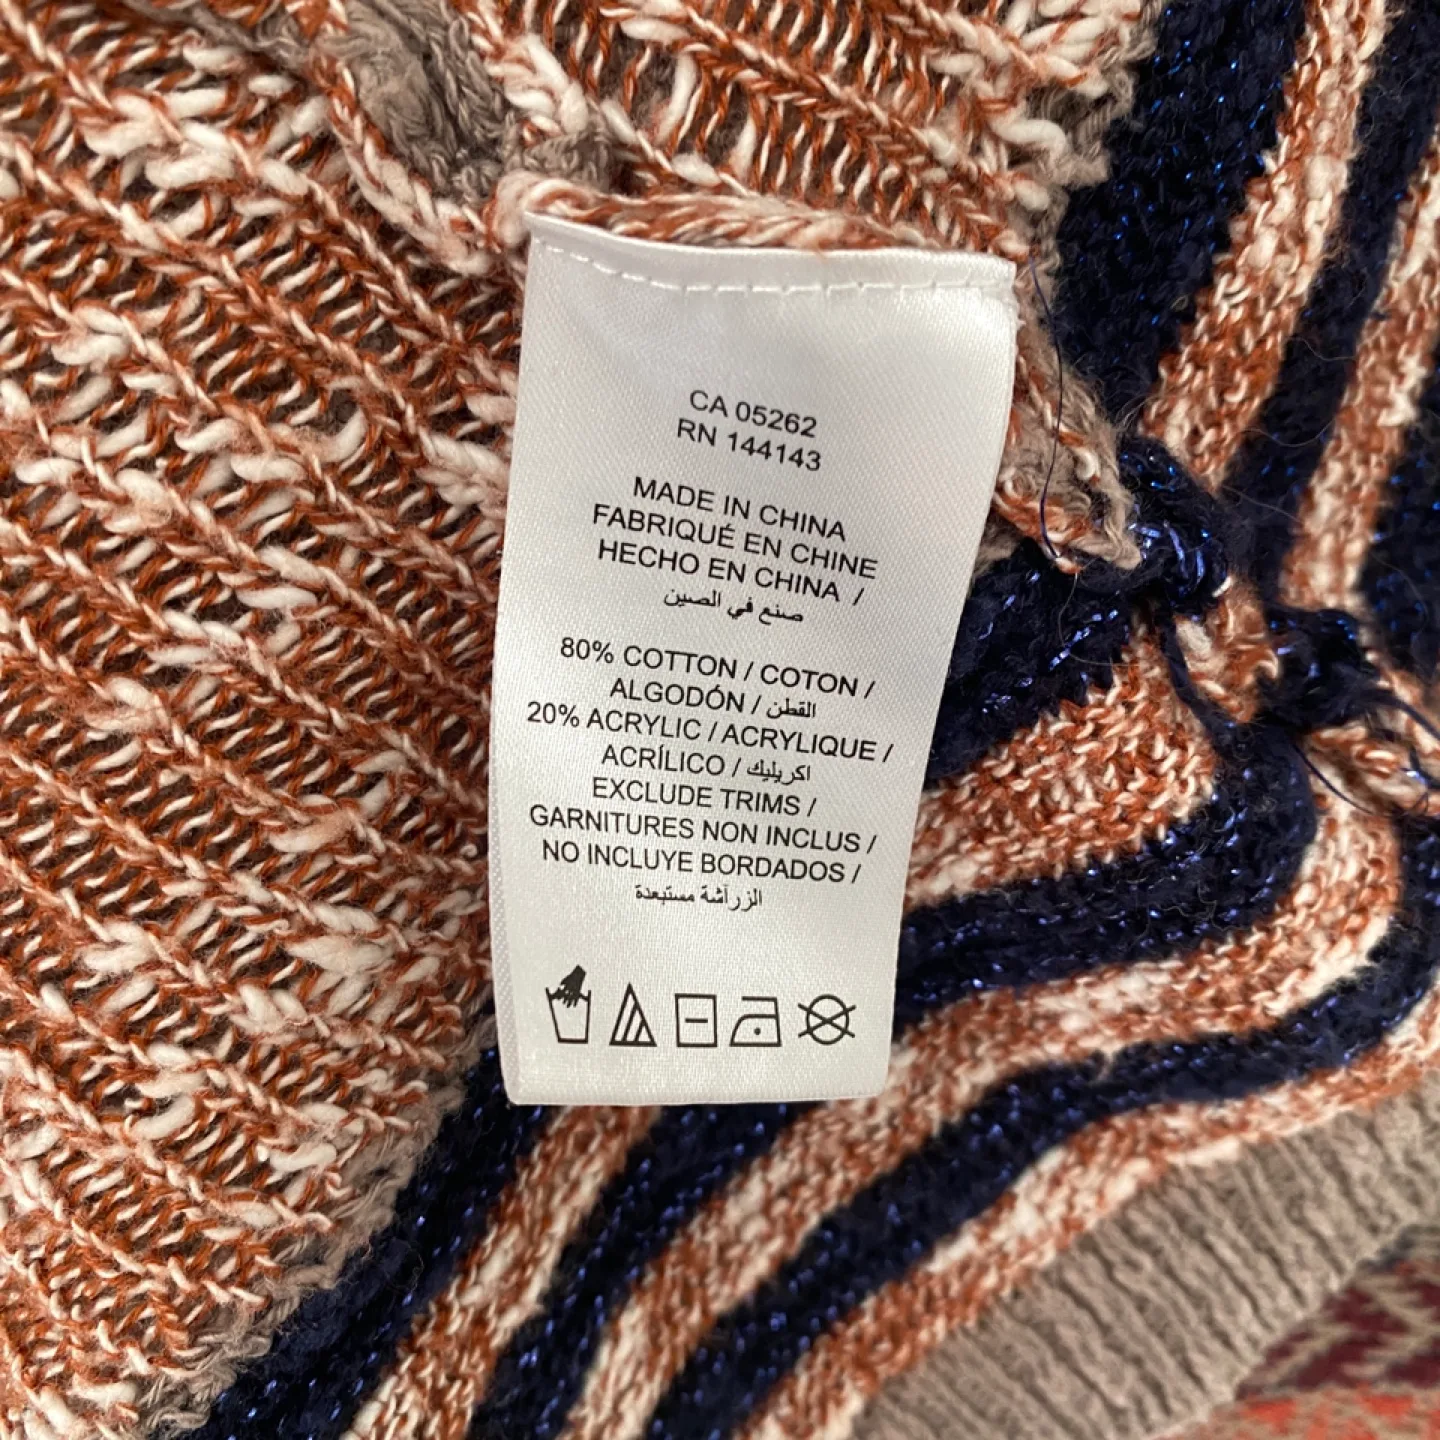 CA 05262
RN 144143
MADE IN CHINA
FABRIQUÉ EN CHINE
HECHO EN CHINA /
صنع في الصين
80% COTTON / COTON /
ALGODÓN / القطن
20% ACRYLIC / ACRYLIQUE /
ACRÍLICO / اكريليك
EXCLUDE TRIMS /
GARNITURES NON INCLUS /
NO INCLUYE BORDADOS /
الزراشة مستبعدة